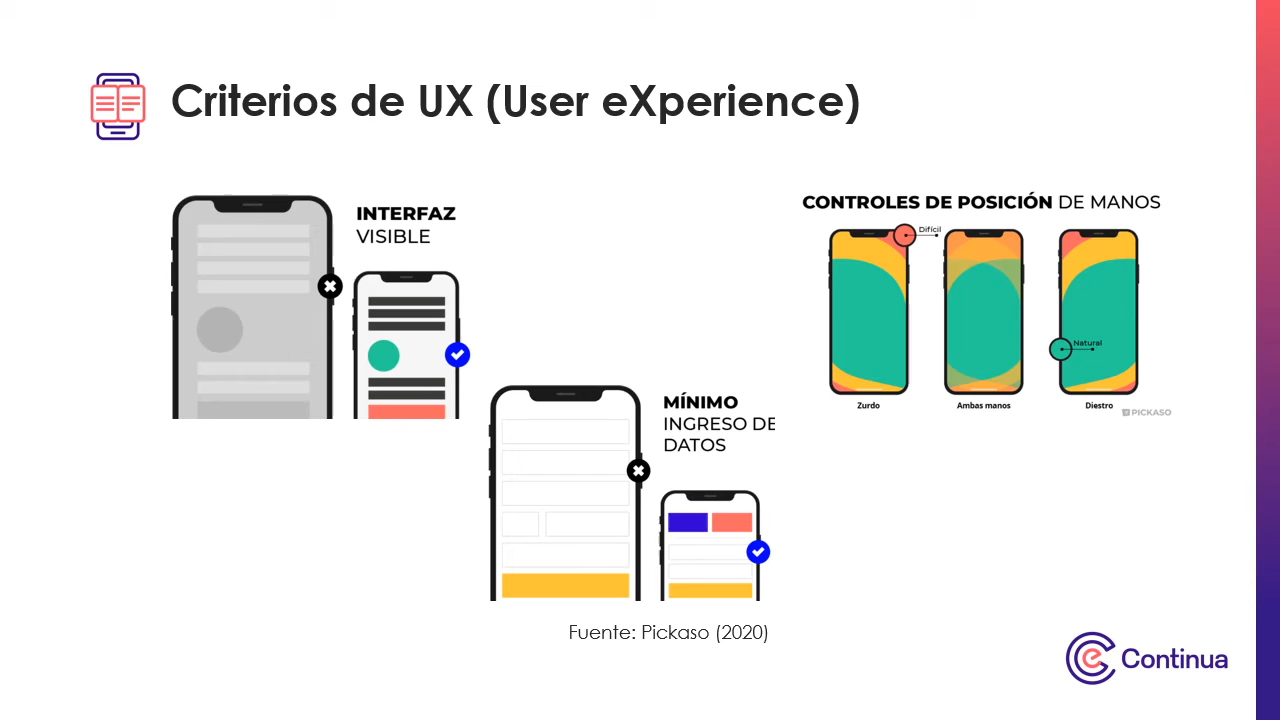 Criterios de UX (User eXperience)
INTERFAZ
VISIBLE
MÍNIMO
INGRESO DE
DATOS
CONTROLES DE POSICIÓN DE MANOS
Difícil
Natural
Zurdo
Ambas manos
Diestro
PICKASO
Fuente: Pickaso (2020)
e Continua